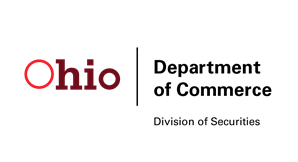 Ohio
Department
of Commerce
Division of Securities